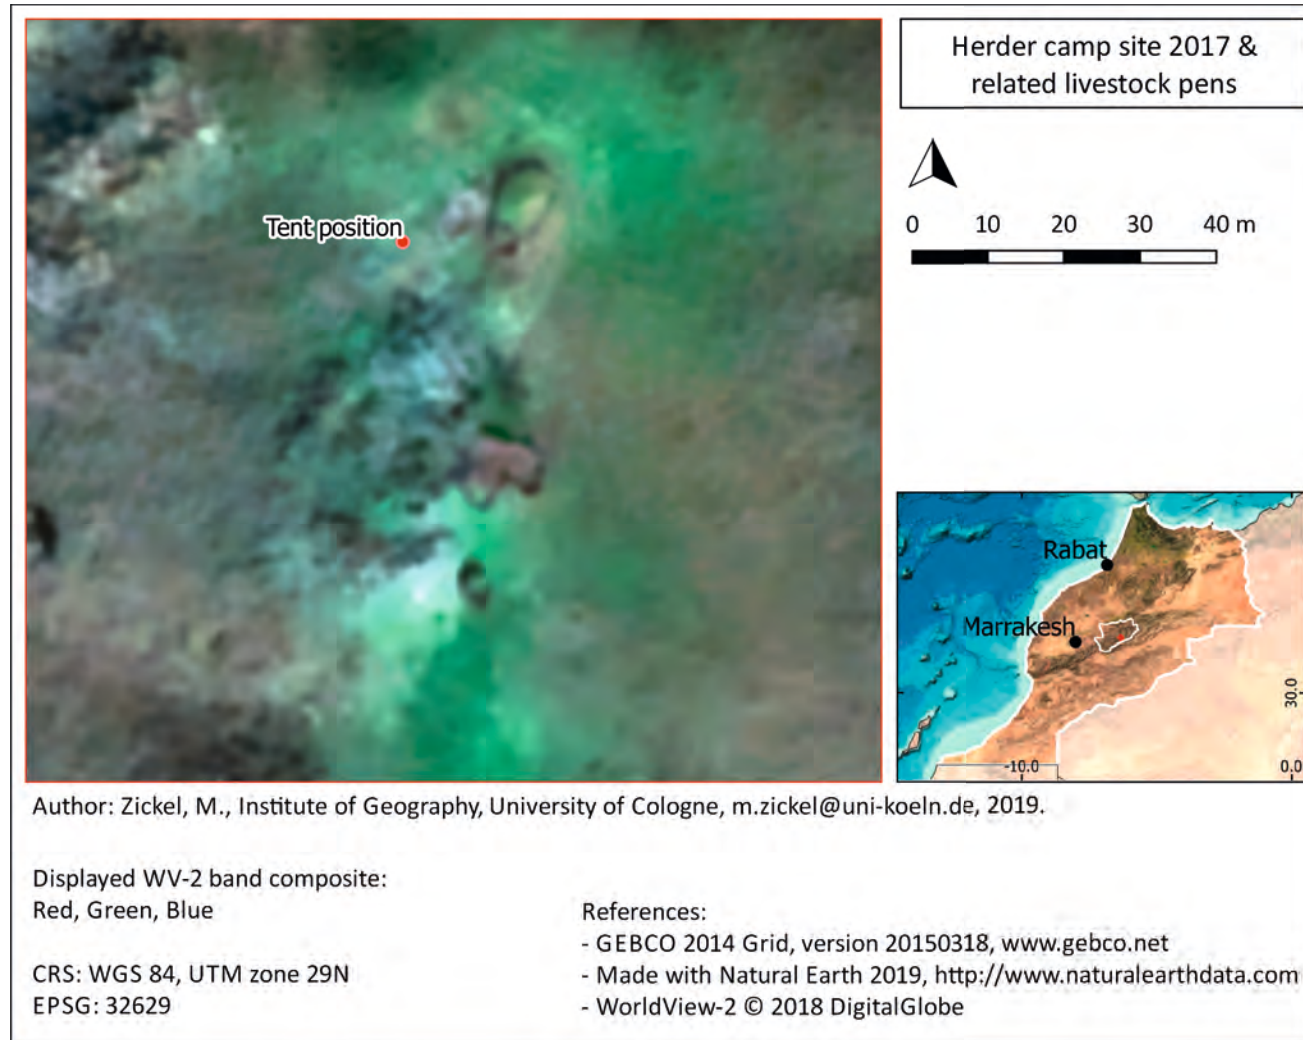 Herder camp site 2017 &
related livestock pens
Tent position
0 10 20 30 40 m
Rabat
Marrakesh
30.0
-10.0
0.0
Author: Zickel, M., Institute of Geography, University of Cologne, m.zickel@uni-koeln.de, 2019.
Displayed WV-2 band composite:
Red, Green, Blue
CRS: WGS 84, UTM zone 29N
EPSG: 32629
References:
- GEBCO 2014 Grid, version 20150318, www.gebco.net
- Made with Natural Earth 2019, http://www.naturalearthdata.com
- WorldView-2 © 2018 DigitalGlobe